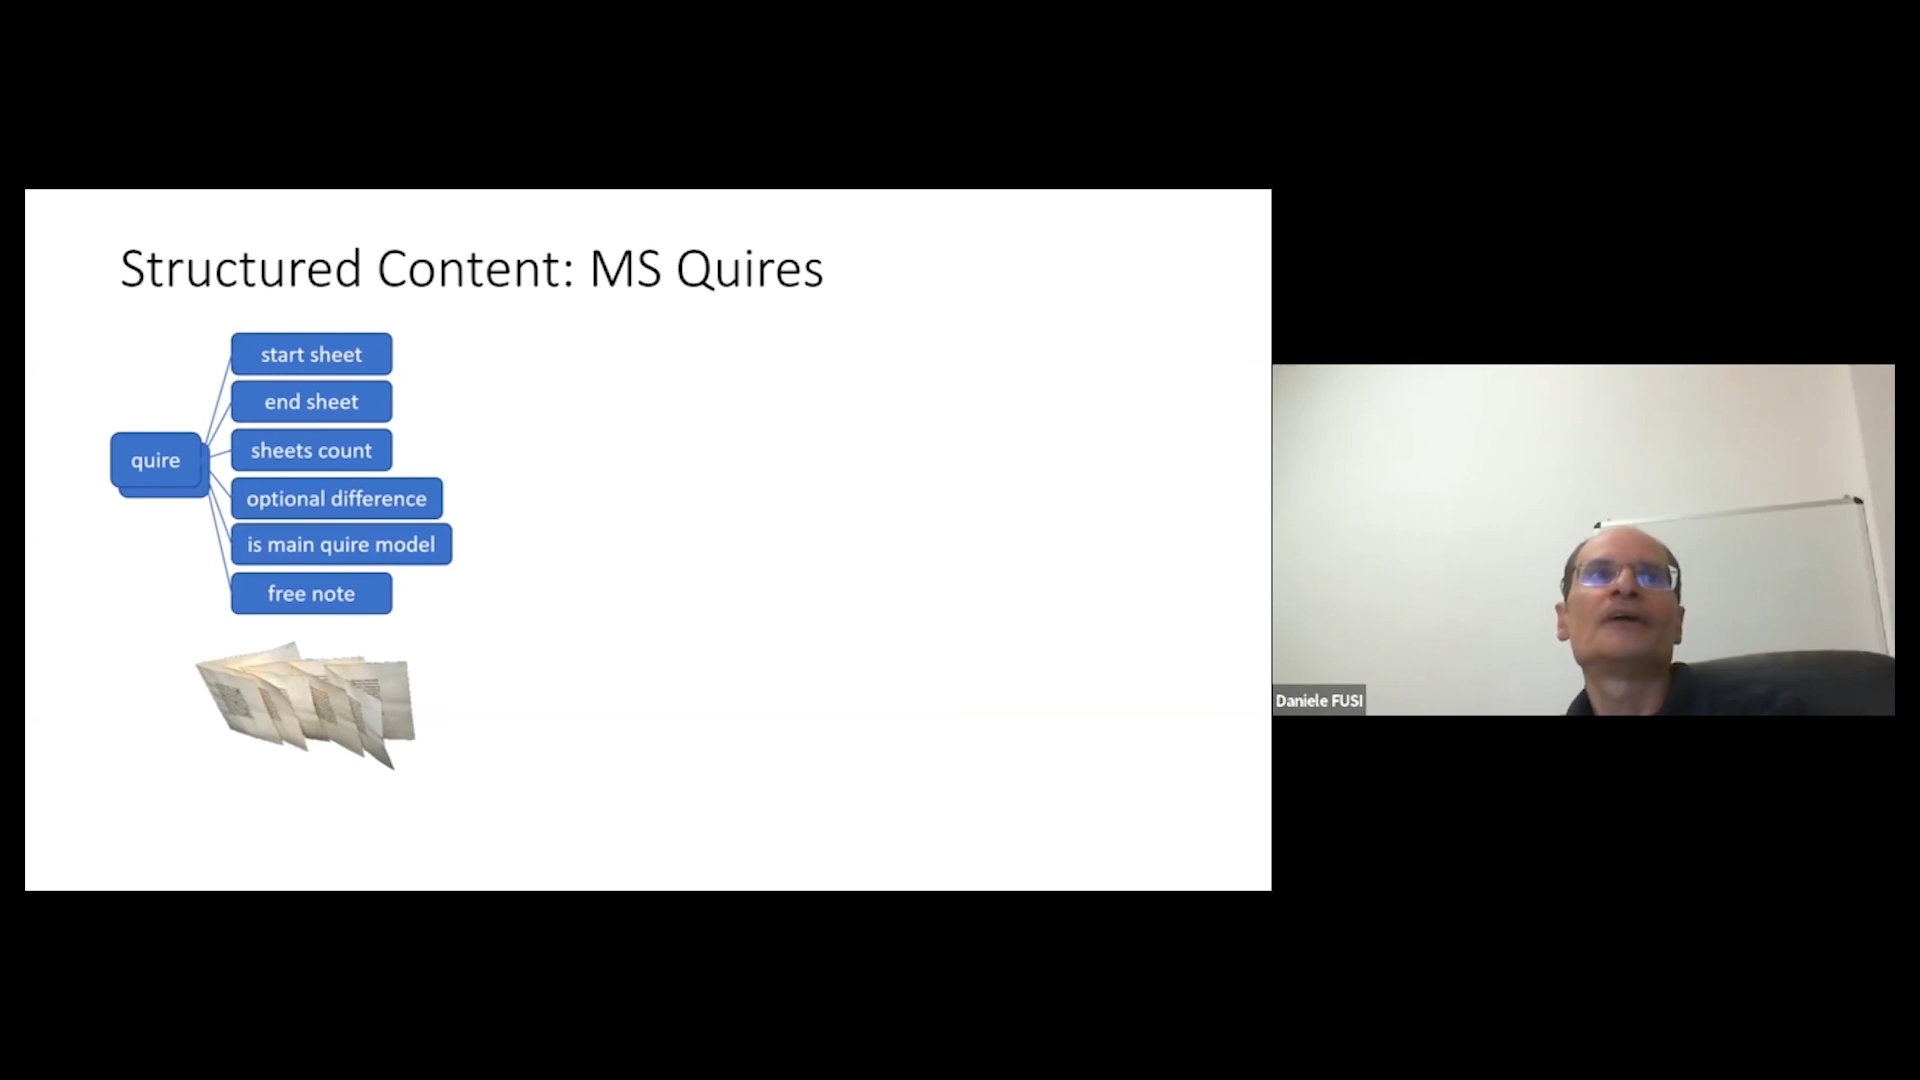 Structured Content: MS Quires
quire
start sheet
end sheet
sheets count
optional difference
is main quire model
free note
Daniele FUSI